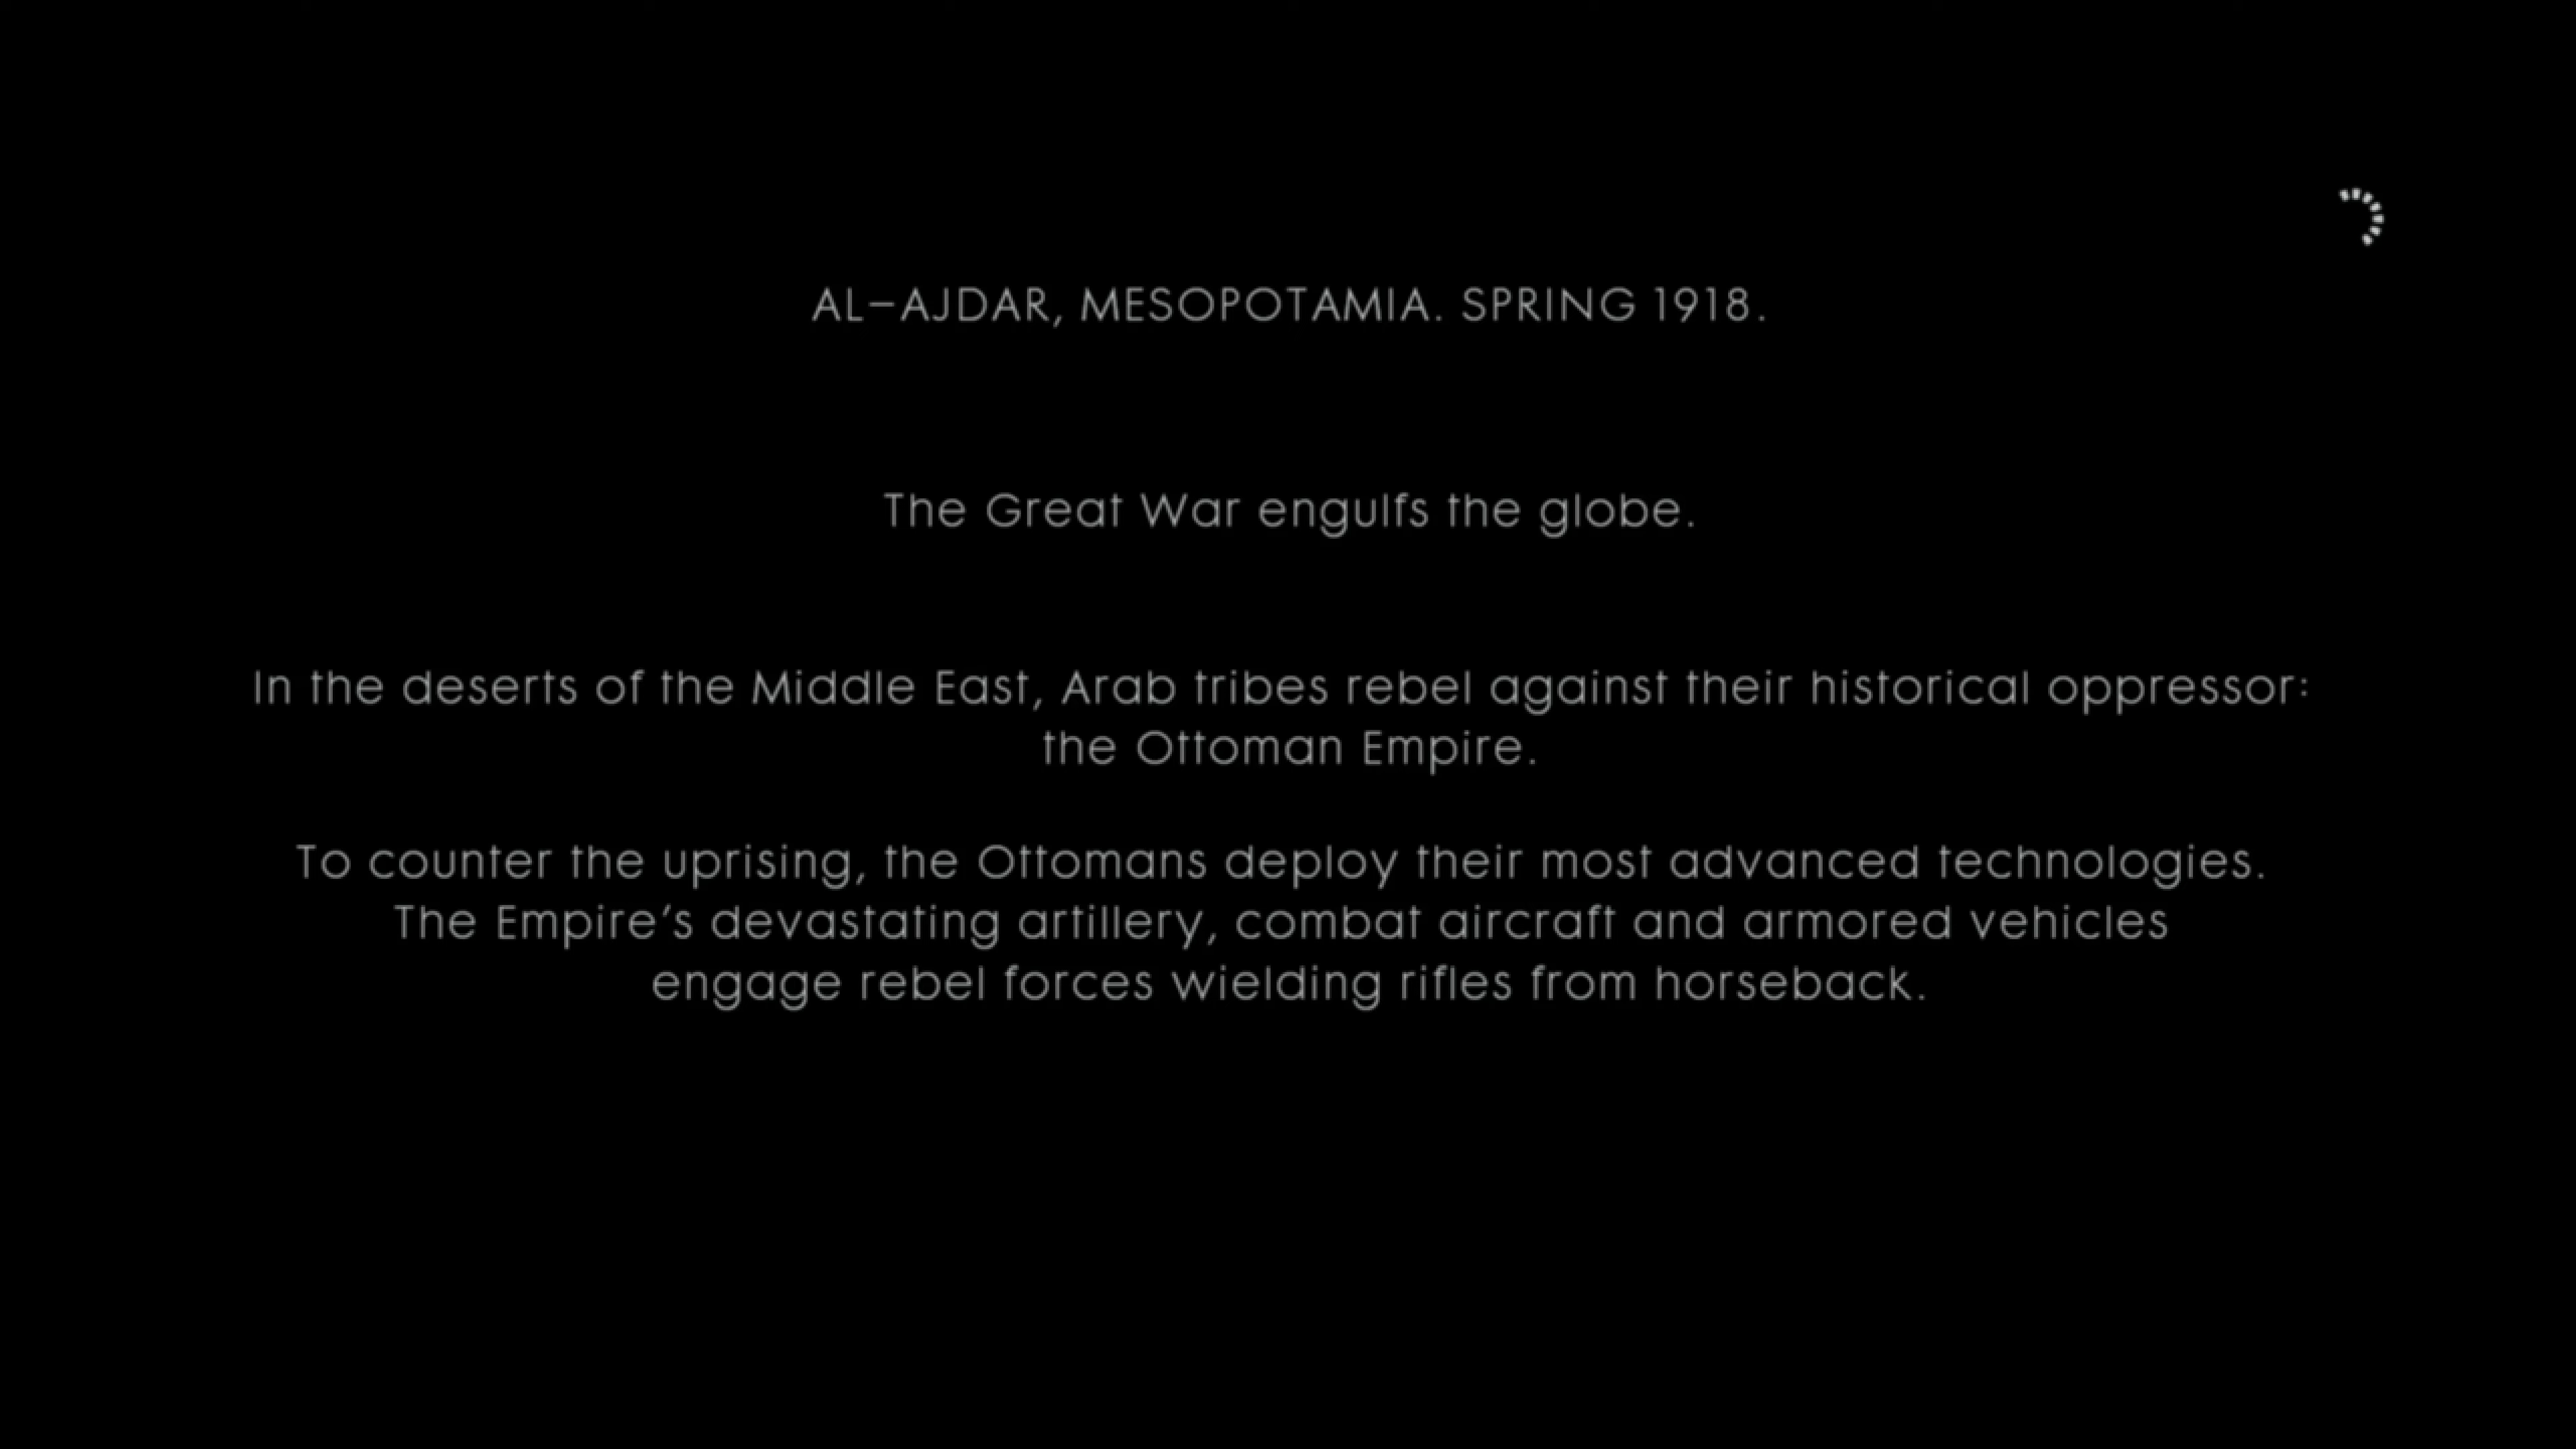 AL–AJDAR, MESOPOTAMIA. SPRING 1918.
The Great War engulfs the globe.
In the deserts of the Middle East, Arab tribes rebel against their historical oppressor:
the Ottoman Empire.
To counter the uprising, the Ottomans deploy their most advanced technologies.
The Empire’s devastating artillery, combat aircraft and armored vehicles
engage rebel forces wielding rifles from horseback.